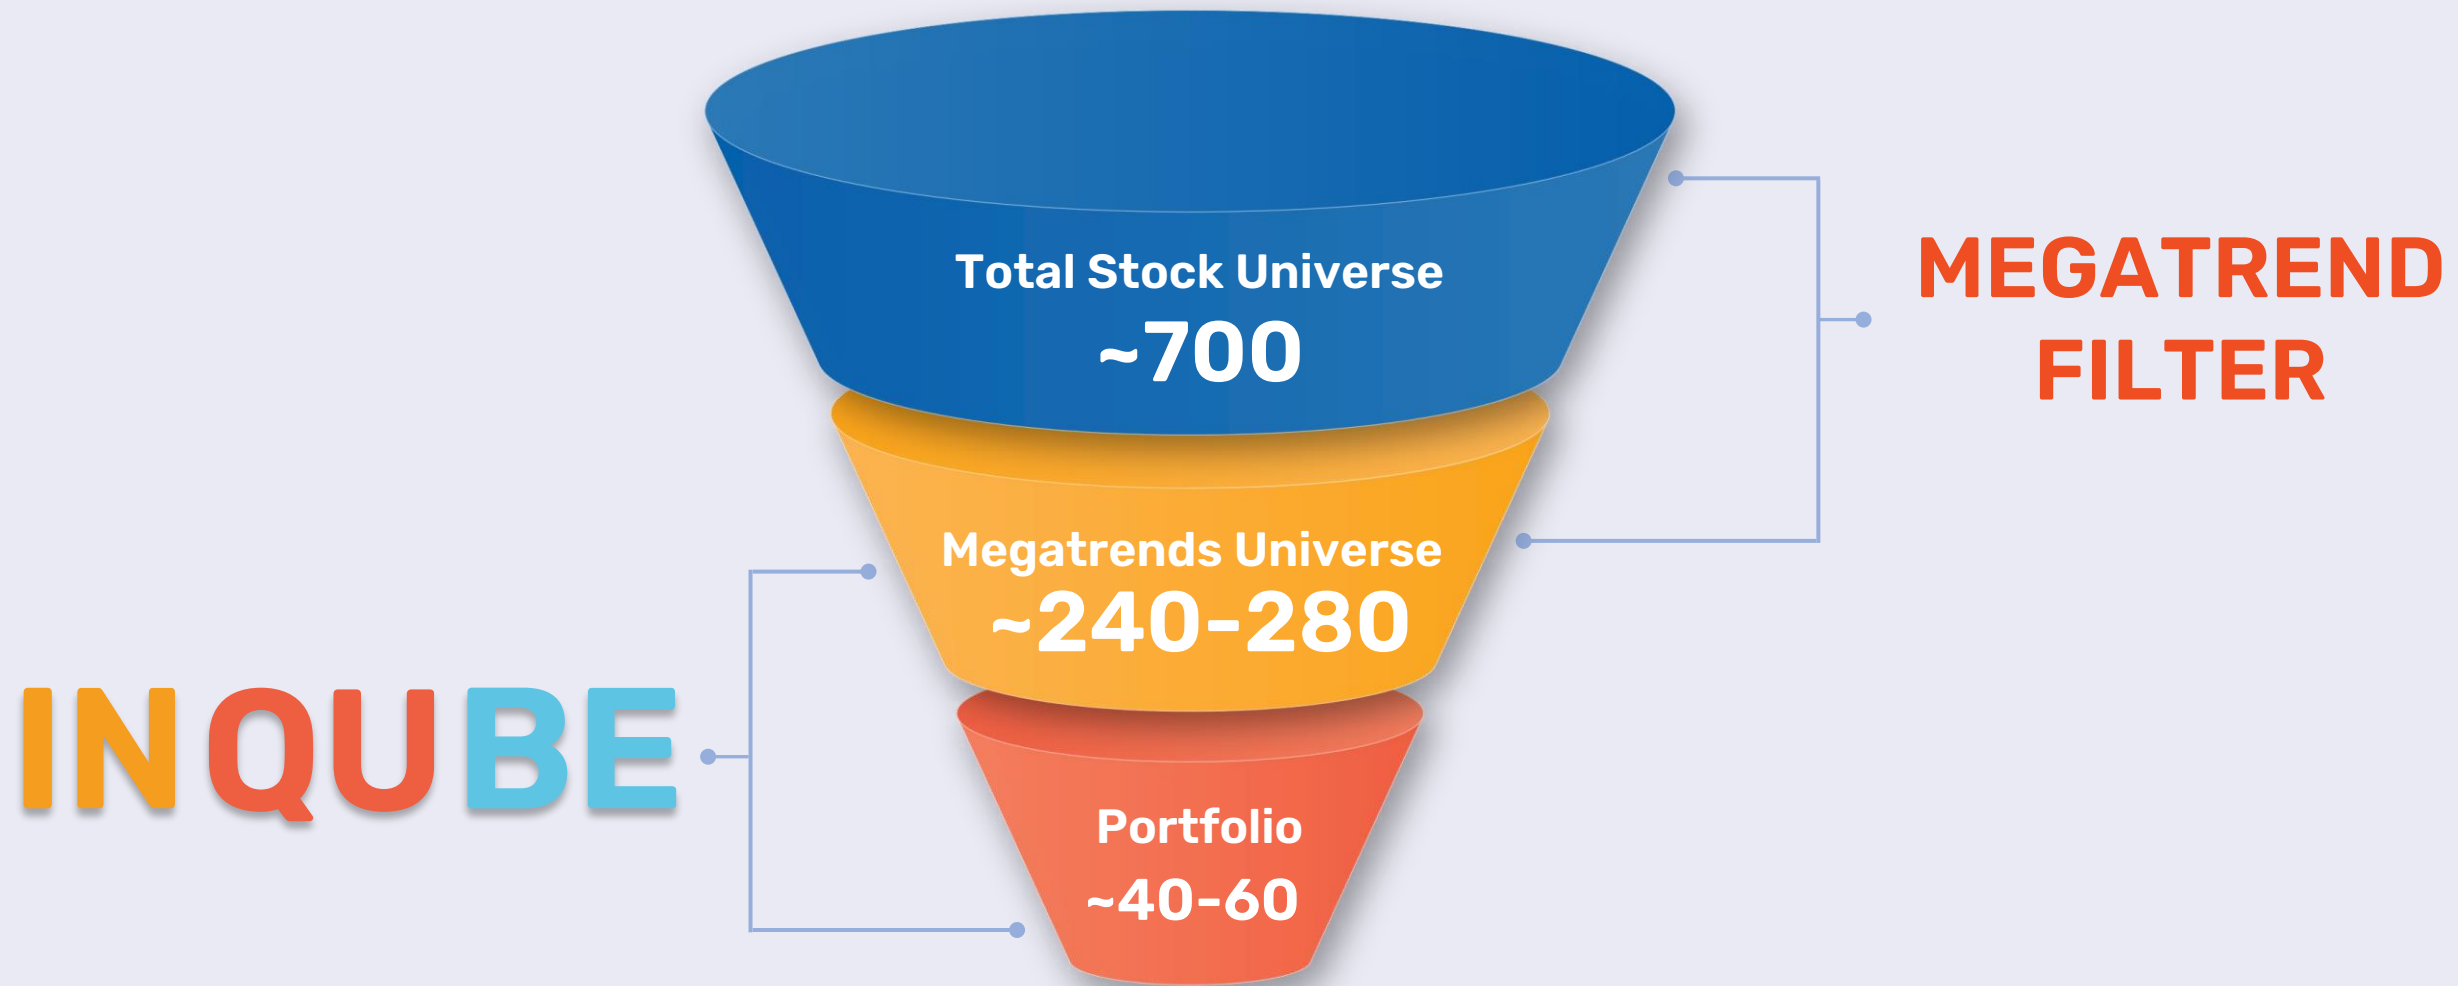 Total Stock Universe
~700
MEGATREND
FILTER
Megatrends Universe
~240-280
INQUBE
Portfolio
~40-60